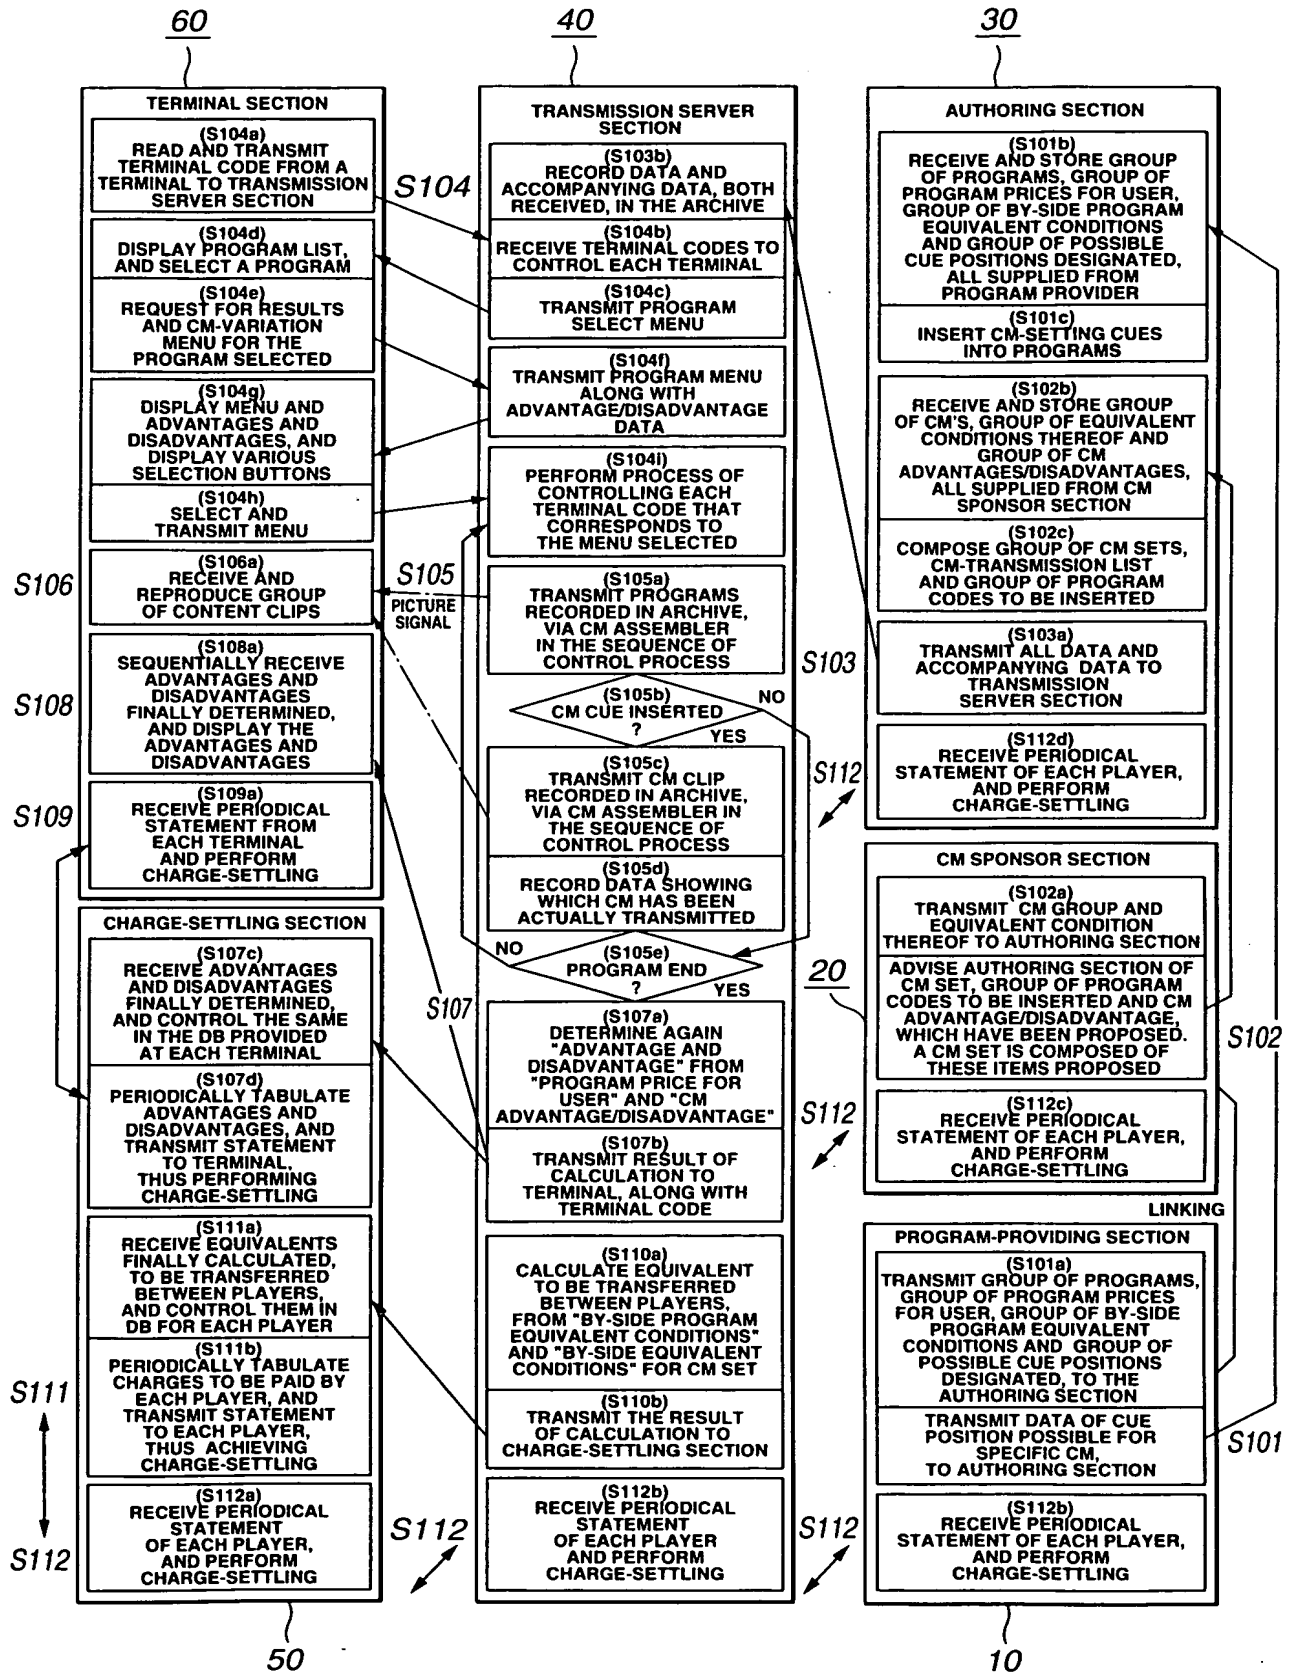 60
TERMINAL SECTION
(S104a)
READ AND TRANSMIT
TERMINAL CODE FROM A
TERMINAL TO TRANSMISSION
SERVER SECTION
(S104d)
DISPLAY PROGRAM LIST,
AND SELECT A PROGRAM
(S104e)
REQUEST FOR RESULTS
AND CM-VARIATION
MENU FOR THE
PROGRAM SELECTED
(S104g)
DISPLAY MENU AND
ADVANTAGES AND
DISADVANTAGES, AND
DISPLAY VARIOUS
SELECTION BUTTONS
(S104h)
SELECT AND
TRANSMIT MENU
S106
(S106a)
RECEIVE AND
REPRODUCE GROUP
OF CONTENT CLIPS
S108
(S108a)
SEQUENTIALLY RECEIVE
ADVANTAGES AND
DISADVANTAGES
FINALLY DETERMINED,
AND DISPLAY THE
ADVANTAGES AND
DISADVANTAGES
S109
(S109a)
RECEIVE PERIODICAL
STATEMENT FROM
EACH TERMINAL
AND PERFORM
CHARGE-SETTLING
CHARGE-SETTLING SECTION
(S107c)
RECEIVE ADVANTAGES
AND DISADVANTAGES
FINALLY DETERMINED,
AND CONTROL THE SAME
IN THE DB PROVIDED
AT EACH TERMINAL
(S107d)
PERIODICALLY TABULATE
ADVANTAGES AND
DISADVANTAGES, AND
TRANSMIT STATEMENT
TO TERMINAL,
THUS PERFORMING
CHARGE-SETTLING
(S111a)
RECEIVE EQUIVALENTS
FINALLY CALCULATED,
TO BE TRANSFERRED
BETWEEN PLAYERS,
AND CONTROL THEM IN
DB FOR EACH PLAYER
S111
(S111b)
PERIODICALLY TABULATE
CHARGES TO BE PAID BY
EACH PLAYER, AND
TRANSMIT STATEMENT
TO EACH PLAYER,
THUS ACHIEVING
CHARGE-SETTLING
S112
(S112a)
RECEIVE PERIODICAL
STATEMENT
OF EACH PLAYER,
AND PERFORM
CHARGE-SETTLING
50
S104
S105
PICTURE
SIGNAL
S107
S112
40
TRANSMISSION SERVER
SECTION
(S103b)
RECORD DATA AND
ACCOMPANYING DATA, BOTH
RECEIVED, IN THE ARCHIVE
(S104b)
RECEIVE TERMINAL CODES TO
CONTROL EACH TERMINAL
(S104c)
TRANSMIT PROGRAM
SELECT MENU
(S104f)
TRANSMIT PROGRAM MENU
ALONG WITH
ADVANTAGE/DISADVANTAGE
DATA
(S104i)
PERFORM PROCESS OF
CONTROLLING EACH
TERMINAL CODE THAT
CORRESPONDS TO
THE MENU SELECTED
(S105a)
TRANSMIT PROGRAMS
RECORDED IN ARCHIVE,
VIA CM ASSEMBLER
IN THE SEQUENCE OF
CONTROL PROCESS
(S105b)
CM CUE INSERTED
?
NO
YES
(S105c)
TRANSMIT CM CLIP
RECORDED IN ARCHIVE,
VIA CM ASSEMBLER IN
THE SEQUENCE OF
CONTROL PROCESS
(S105d)
RECORD DATA SHOWING
WHICH CM HAS BEEN
ACTUALLY TRANSMITTED
NO
(S105e)
PROGRAM END
?
YES
(S107a)
DETERMINE AGAIN
"ADVANTAGE AND
DISADVANTAGE" FROM
"PROGRAM PRICE FOR
USER" AND "CM
ADVANTAGE/DISADVANTAGE"
(S107b)
TRANSMIT RESULT OF
CALCULATION TO
TERMINAL, ALONG WITH
TERMINAL CODE
(S110a)
CALCULATE EQUIVALENT
TO BE TRANSFERRED
BETWEEN PLAYERS,
FROM "BY-SIDE PROGRAM
EQUIVALENT CONDITIONS"
AND "BY-SIDE EQUIVALENT
CONDITIONS" FOR CM SET
(S110b)
TRANSMIT THE RESULT
OF CALCULATION TO
CHARGE-SETTLING SECTION
(S112b)
RECEIVE PERIODICAL
STATEMENT
OF EACH PLAYER
AND PERFORM
CHARGE-SETTLING
S103
S112
S112
S112
30
AUTHORING SECTION
(S101b)
RECEIVE AND STORE GROUP
OF PROGRAMS, GROUP OF
PROGRAM PRICES FOR USER,
GROUP OF BY-SIDE PROGRAM
EQUIVALENT CONDITIONS
AND GROUP OF POSSIBLE
CUE POSITIONS DESIGNATED,
ALL SUPPLIED FROM
PROGRAM PROVIDER
(S101c)
INSERT CM-SETTING CUES
INTO PROGRAMS
(S102b)
RECEIVE AND STORE GROUP
OF CM'S, GROUP OF EQUIVALENT
CONDITIONS THEREOF AND
GROUP OF CM
ADVANTAGES/DISADVANTAGES,
ALL SUPPLIED FROM CM
SPONSOR SECTION
(S102c)
COMPOSE GROUP OF CM SETS,
CM-TRANSMISSION LIST
AND GROUP OF PROGRAM
CODES TO BE INSERTED
(S103a)
TRANSMIT ALL DATA AND
ACCOMPANYING DATA TO
TRANSMISSION
SERVER SECTION
(S112d)
RECEIVE PERIODICAL
STATEMENT OF EACH PLAYER,
AND PERFORM
CHARGE-SETTLING
CM SPONSOR SECTION
(S102a)
TRANSMIT CM GROUP AND
EQUIVALENT CONDITION
THEREOF TO AUTHORING SECTION
20
ADVISE AUTHORING SECTION OF
CM SET, GROUP OF PROGRAM
CODES TO BE INSERTED AND CM
ADVANTAGE/DISADVANTAGE,
WHICH HAVE BEEN PROPOSED.
A CM SET IS COMPOSED OF
THESE ITEMS PROPOSED
S102
(S112c)
RECEIVE PERIODICAL
STATEMENT OF EACH PLAYER,
AND PERFORM
CHARGE-SETTLING
LINKING
PROGRAM-PROVIDING SECTION
(S101a)
TRANSMIT GROUP OF PROGRAMS,
GROUP OF PROGRAM PRICES
FOR USER, GROUP OF BY-SIDE
PROGRAM EQUIVALENT
CONDITIONS AND GROUP OF
POSSIBLE CUE POSITIONS
DESIGNATED, TO THE
AUTHORING SECTION
TRANSMIT DATA OF CUE
POSITION POSSIBLE FOR
SPECIFIC CM,
TO AUTHORING SECTION
S101
(S112b)
RECEIVE PERIODICAL
STATEMENT OF EACH PLAYER,
AND PERFORM
CHARGE-SETTLING
10